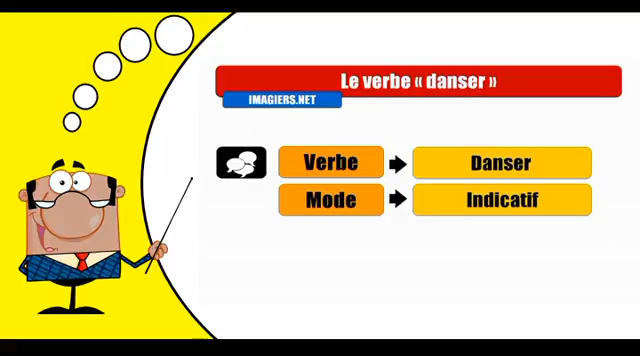 Le verbe « danser »
IMAGIERS.NET
Verbe Danser
Mode Indicatif